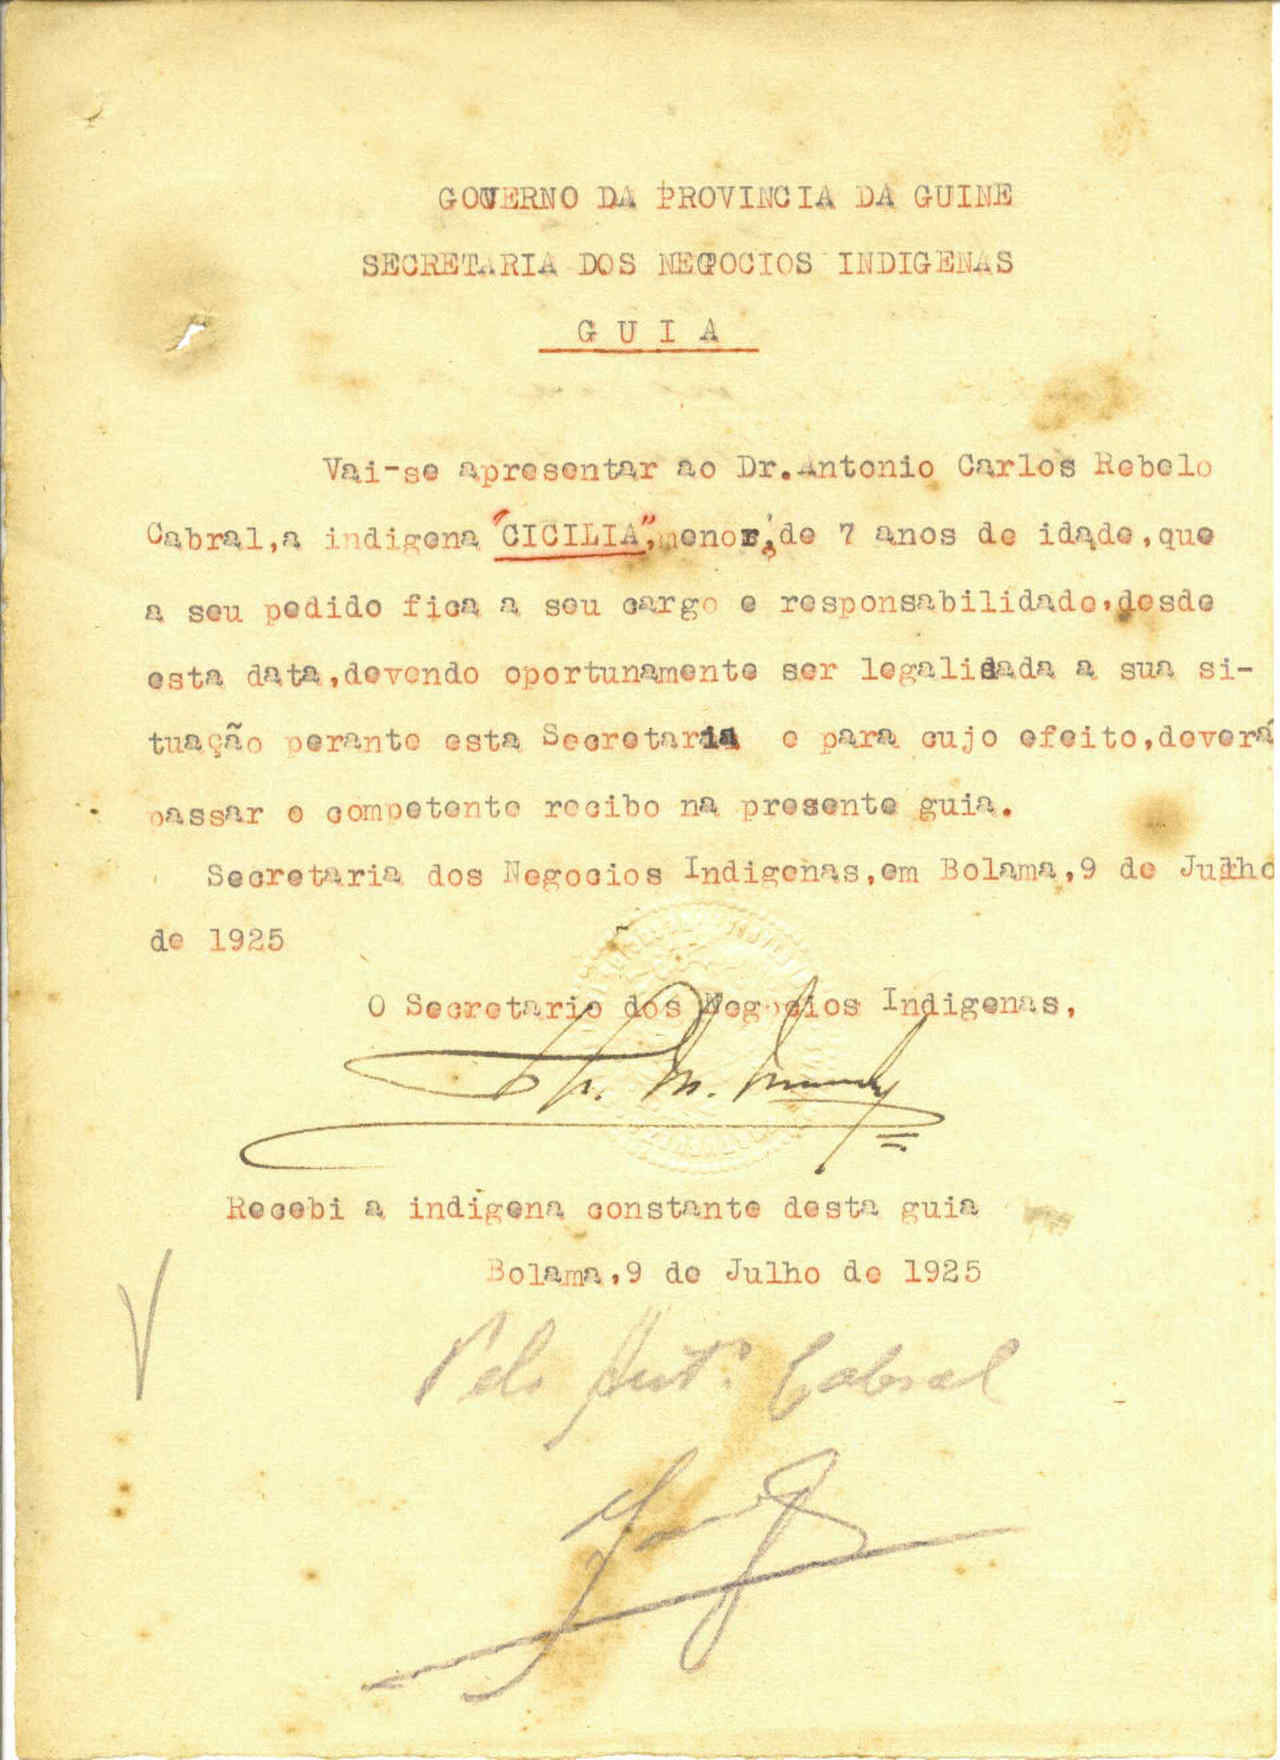 GOVERNO DA PROVINCIA DA GUINE
SECRETARIA DOS NEGOCIOS INDIGENAS
G U I A
Vai-se apresentar ao Dr.Antonio Carlos Rebelo
Cabral,a indigena "CICILIA",menor,de 7 anos de idade,que
a seu pedido fica a seu cargo e responsabilidade,desde
esta data,devendo oportunamente ser legalisada a sua si-
tuação perante esta Secretaria e para cujo efeito,deverá
passar o competente recibo na presente guia.
Secretaria dos Negocios Indigenas,em Bolama,9 de Julho
de 1925
O Secretario dos Negocios Indigenas,
Recebi a indigena constante desta guia
Bolama,9 de Julho de 1925
Pelo Antº Cabral